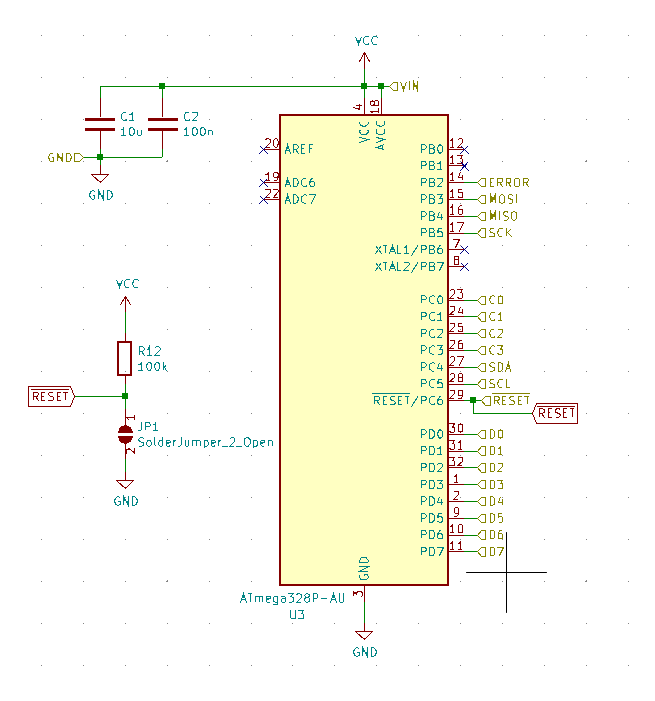 VCC
VIN
4
18
VCC
AVCC
C1
10u
C2
100n
GND
GND
20
AREF
19
ADC6
22
ADC7
PB0
12
PB1
13
PB2
14
ERROR
PB3
15
MOSI
PB4
16
MISO
PB5
17
SCK
XTAL1/PB6
7
XTAL2/PB7
8
PC0
23
C0
PC1
24
C1
PC2
25
C2
PC3
26
C3
PC4
27
SDA
PC5
28
SCL
RESET/PC6
29
RESET
RESET
PD0
30
D0
PD1
31
D1
PD2
32
D2
PD3
1
D3
PD4
2
D4
PD5
9
D5
PD6
10
D6
PD7
11
D7
VCC
R12
100k
RESET
1
JP1
SolderJumper_2_Open
2
GND
GND
3
ATmega328P-AU
U3
GND